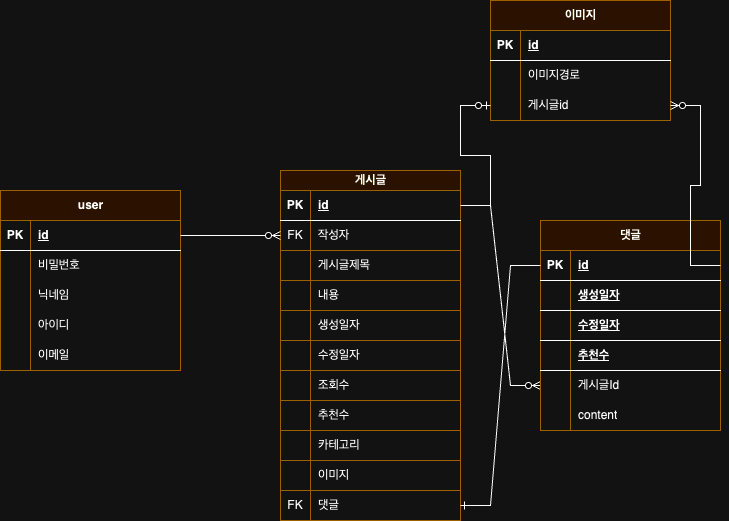 이미지
PK id
이미지경로
게시글id
user
PK id
비밀번호
닉네임
아이디
이메일
게시글
PK id
FK 작성자
게시글제목
내용
생성일자
수정일자
조회수
추천수
카테고리
이미지
FK 댓글
댓글
PK id
생성일자
수정일자
추천수
게시글Id
content